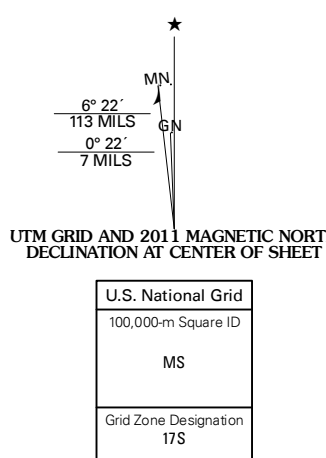 MN
6° 22´
113 MILS
GN
0° 22´
7 MILS
UTM GRID AND 2011 MAGNETIC NORT
DECLINATION AT CENTER OF SHEET
U.S. National Grid
100,000-m Square ID
MS
Grid Zone Designation
17S